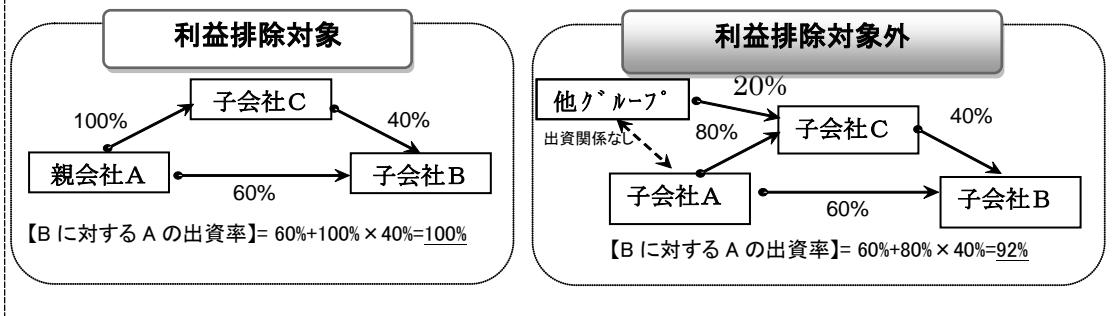 利益排除対象
子会社C
100%
40%
親会社A
60%
子会社B
【B に対する A の出資率】= 60%+100%×40%=100%
利益排除対象外
他グループ
20%
出資関係なし
80%
子会社C
40%
子会社A
60%
子会社B
【B に対する A の出資率】= 60%+80%×40%=92%